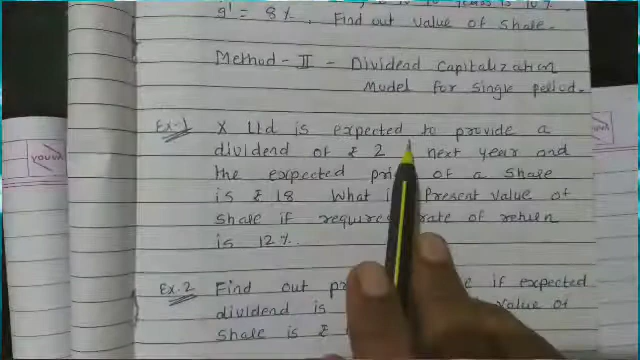 g' = 8 %. Find out value of Share.
Method - II - Dividend Capitalization
Model for Single period.
Ex-1 X Ltd is expected to provide a
dividend of ₹ 2 next year and
the expected pri of a share
is ₹ 18 What i Present value of
share if required rate of return
is 12 %.
Ex.2 Find out pr e if expected
dividend is value of
share is ₹
youva
youva